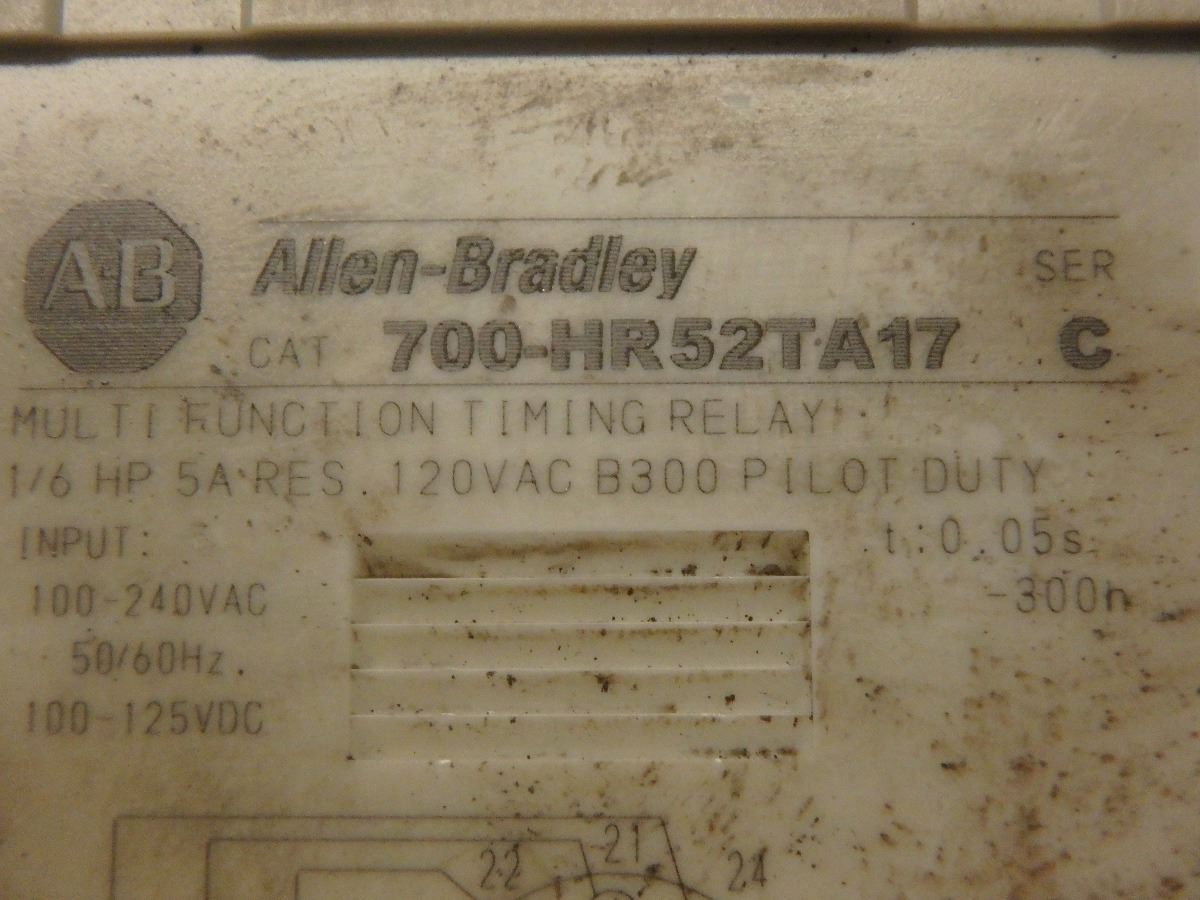 AB Allen-Bradley SER
CAT 700-HR52TA17 C
MULTI FUNCTION TIMING RELAY
1/6 HP 5A RES. 120VAC B300 PILOT DUTY
INPUT: t:0.05s
100-240VAC -300h
50/60Hz.
100-125VDC
22 21 24